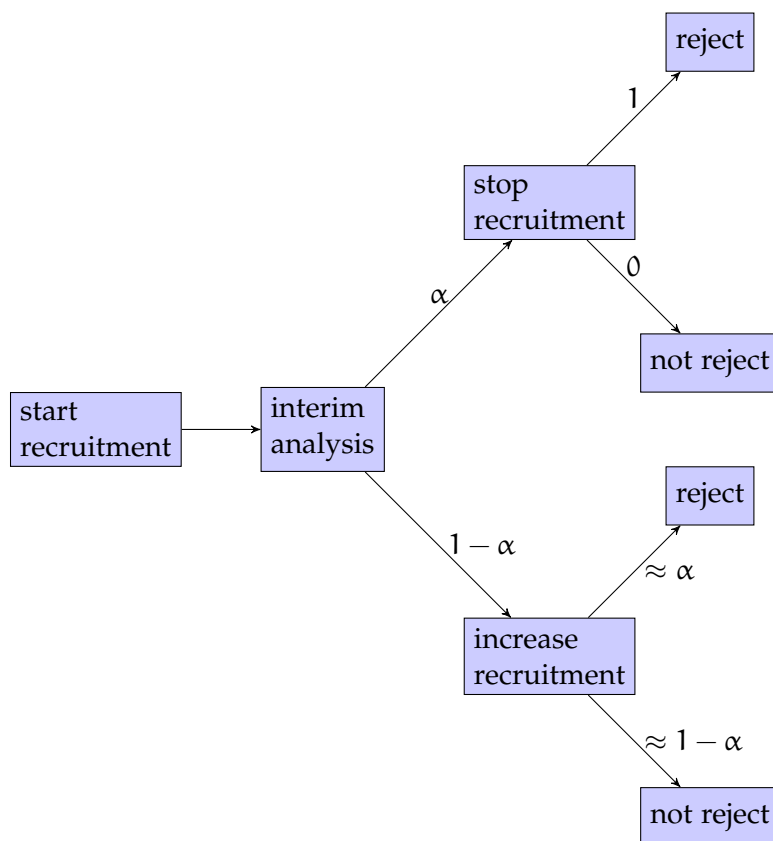 reject
1
stop
recruitment
0
α
not reject
start
recruitment
interim
analysis
reject
1 − α
≈ α
increase
recruitment
≈ 1 − α
not reject